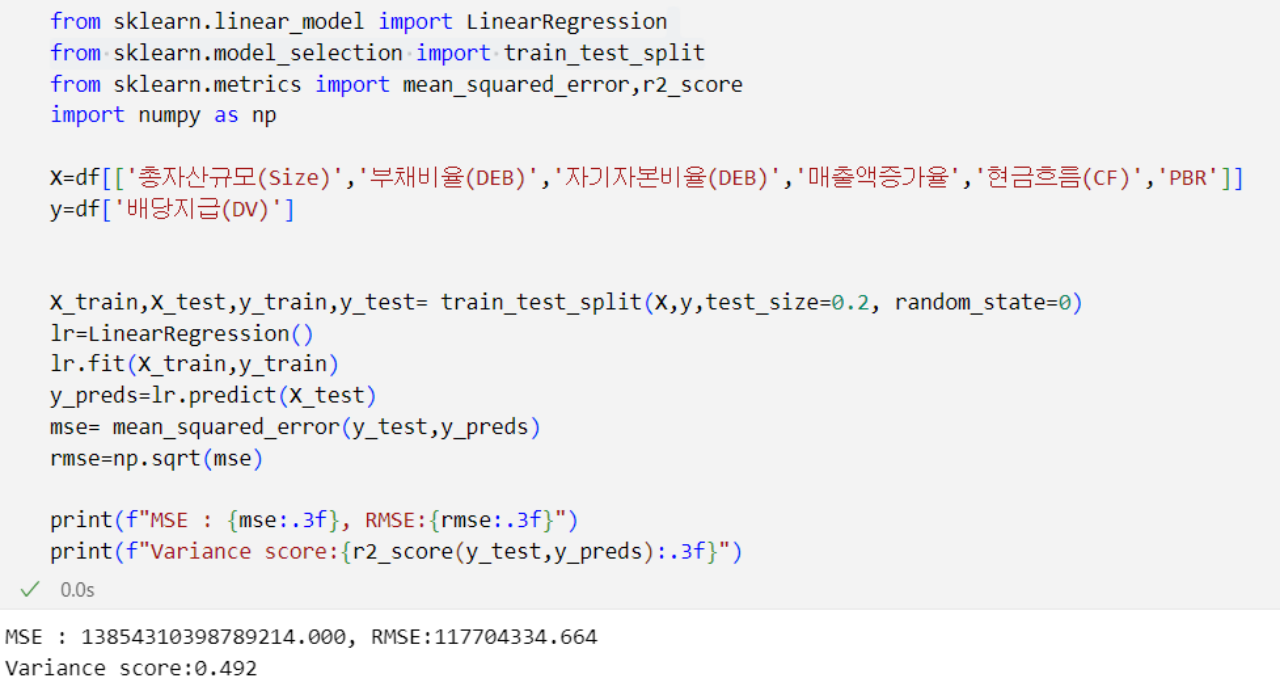 from sklearn.linear_model import LinearRegression
from sklearn.model_selection import train_test_split
from sklearn.metrics import mean_squared_error,r2_score
import numpy as np
X=df[['총자산규모(Size)','부채비율(DEB)','자기자본비율(DEB)','매출액증가율','현금흐름(CF)','PBR']]
y=df['배당지급(DV)']
X_train,X_test,y_train,y_test= train_test_split(X,y,test_size=0.2, random_state=0)
lr=LinearRegression()
lr.fit(X_train,y_train)
y_preds=lr.predict(X_test)
mse= mean_squared_error(y_test,y_preds)
rmse=np.sqrt(mse)
print(f"MSE : {mse:.3f}, RMSE:{rmse:.3f}")
print(f"Variance score:{r2_score(y_test,y_preds):.3f}")
0.0s
MSE : 13854310398789214.000, RMSE:117704334.664
Variance score:0.492